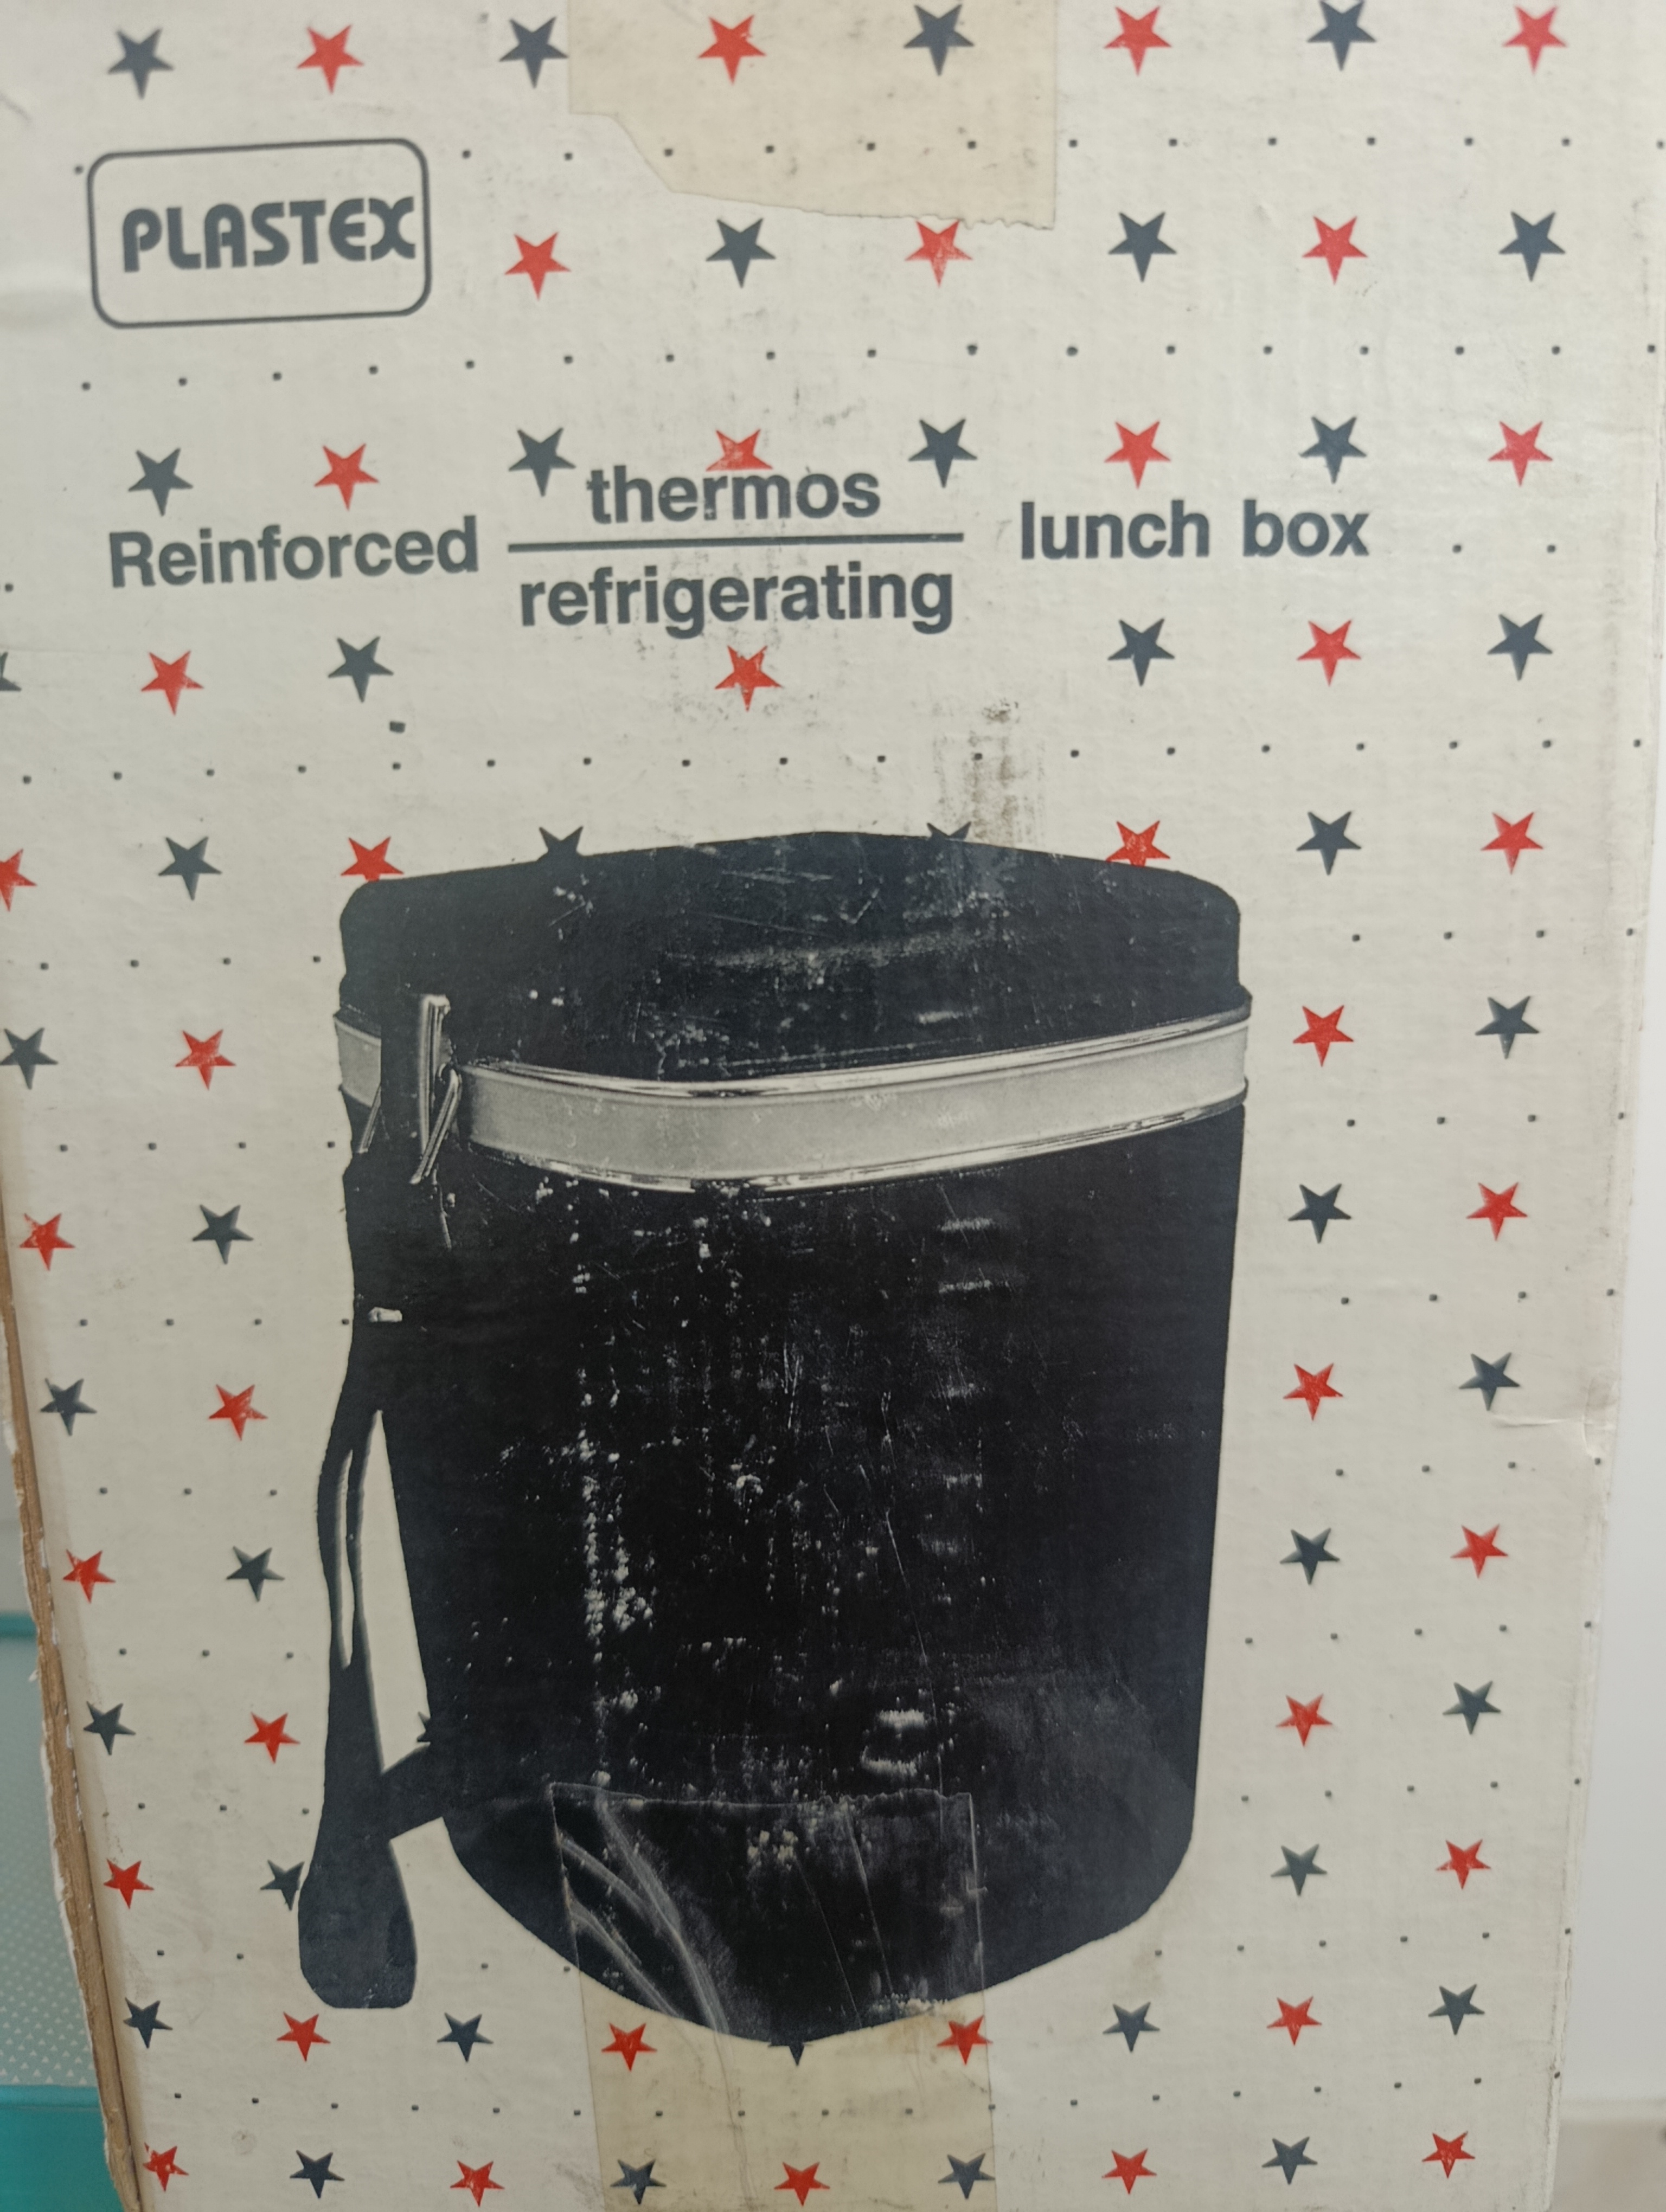 PLASTEX
Reinforced thermos lunch box
refrigerating